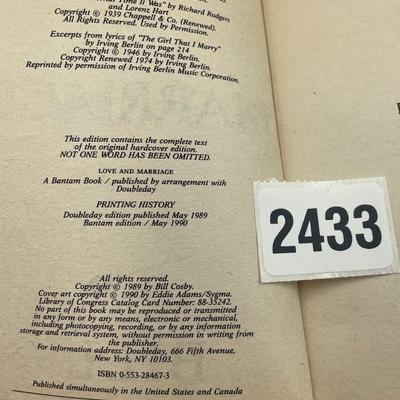 Time It Was" by Richard Rodgers
and Lorenz Hart
Copyright © 1939 Chappell & Co. (Renewed).
All Rights Reserved. Used by Permission.
Excerpts from lyrics of "The Girl That I Marry"
by Irving Berlin on page 214
Copyright © 1946 by Irving Berlin
Copyright Renewed 1974 by Irving Berlin.
Reprinted by permission of Irving Berlin Music Corporation.
This edition contains the complete text
of the original hardcover edition.
NOT ONE WORD HAS BEEN OMITTED.
LOVE AND MARRIAGE
A Bantam Book / published by arrangement with
Doubleday
PRINTING HISTORY
Doubleday edition published May 1989
Bantam edition / May 1990
All rights reserved.
Copyright © 1989 by Bill Cosby.
Cover art copyright © 1990 by Eddie Adams/Sygma.
Library of Congress Catalog Card Number: 88-35242.
No part of this book may be reproduced or transmitted
in any form or by any means, electronic or mechanical,
including photocopying, recording, or by any information
storage and retrieval system, without permission in writing from
the publisher.
For information address: Doubleday, 666 Fifth Avenue,
New York, NY 10103.
ISBN 0-553-28467-3
Published simultaneously in the United States and Canada
2433